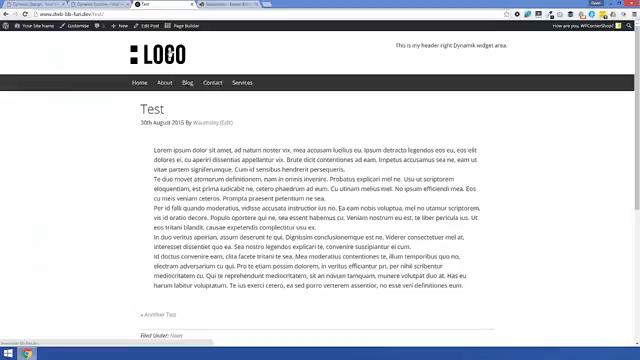 Test
www.dwb-bb-fun.dev/test/
Your Site Name Customise New Edit Post Page Builder
How are you, WPCornerShop!
LOGO
This is my header right Dynamik widget area.
Home About Blog Contact Services
Test
30th August 2015 By Waumsley (Edit)
Lorem ipsum dolor sit amet, ad natum noster vix, mea accusam lucilius eu. Ipsum detracto legendos eos eu, eos elit
dolores ei, cu aperiri dissentias appellantur vix. Brute dicit contentiones ad eam. Impetus accusamus sea ne, eam ut
vitae partem signiferumque. Cum id sensibus hendrerit persequeris.
Te duo movet atomorum definitionem, nam in omnis invenire. Probatus explicari mel ne. Usu at scriptorem
eloquentiam, est prima iudicabit ne, cetero phaedrum ad eum. Cu utinam melius mel. No ipsum efficiendi mea. Eos
cu meis veniam ceteros. Prompta praesent petentium ne sea.
Per id falli quando moderatius, vidisse accusata instructior ius no. Ea eam nobis voluptua, mel no utamur scriptorem,
vis id oratio decore. Populo oportere qui ne, sea essent habemus cu. Veniam nostrum eu est, te liber pericula ius. Ut
eos tritani blandit, causae expetendis complectitur usu ex.
In duo veritus apeirian, assum deserunt te qui. Dignissim conclusionemque est ne. Viderer consectetuer mel at,
interesset dissentiet quo ea. Sea nostro legendos explicari te, convenire suscipiantur ei cum.
Id doctus convenire eam, clita facete tritani te sea. Mea moderatius contentiones te, illum temporibus quo no,
electram adversarium cu qui. Pro te etiam possim dolorem, in veritus efficiantur pri, per nihil scribentur
mediocritatem cu. Qui te reprehendunt mediocritatem, sit an novum tamquam, munere volutpat duo at. Has eu
harum labitur voluptatum. Te ius exerci cetero, ea sed porro verterem assentior, no esse veri definitionem eum.
« Another Test
Filed Under: News